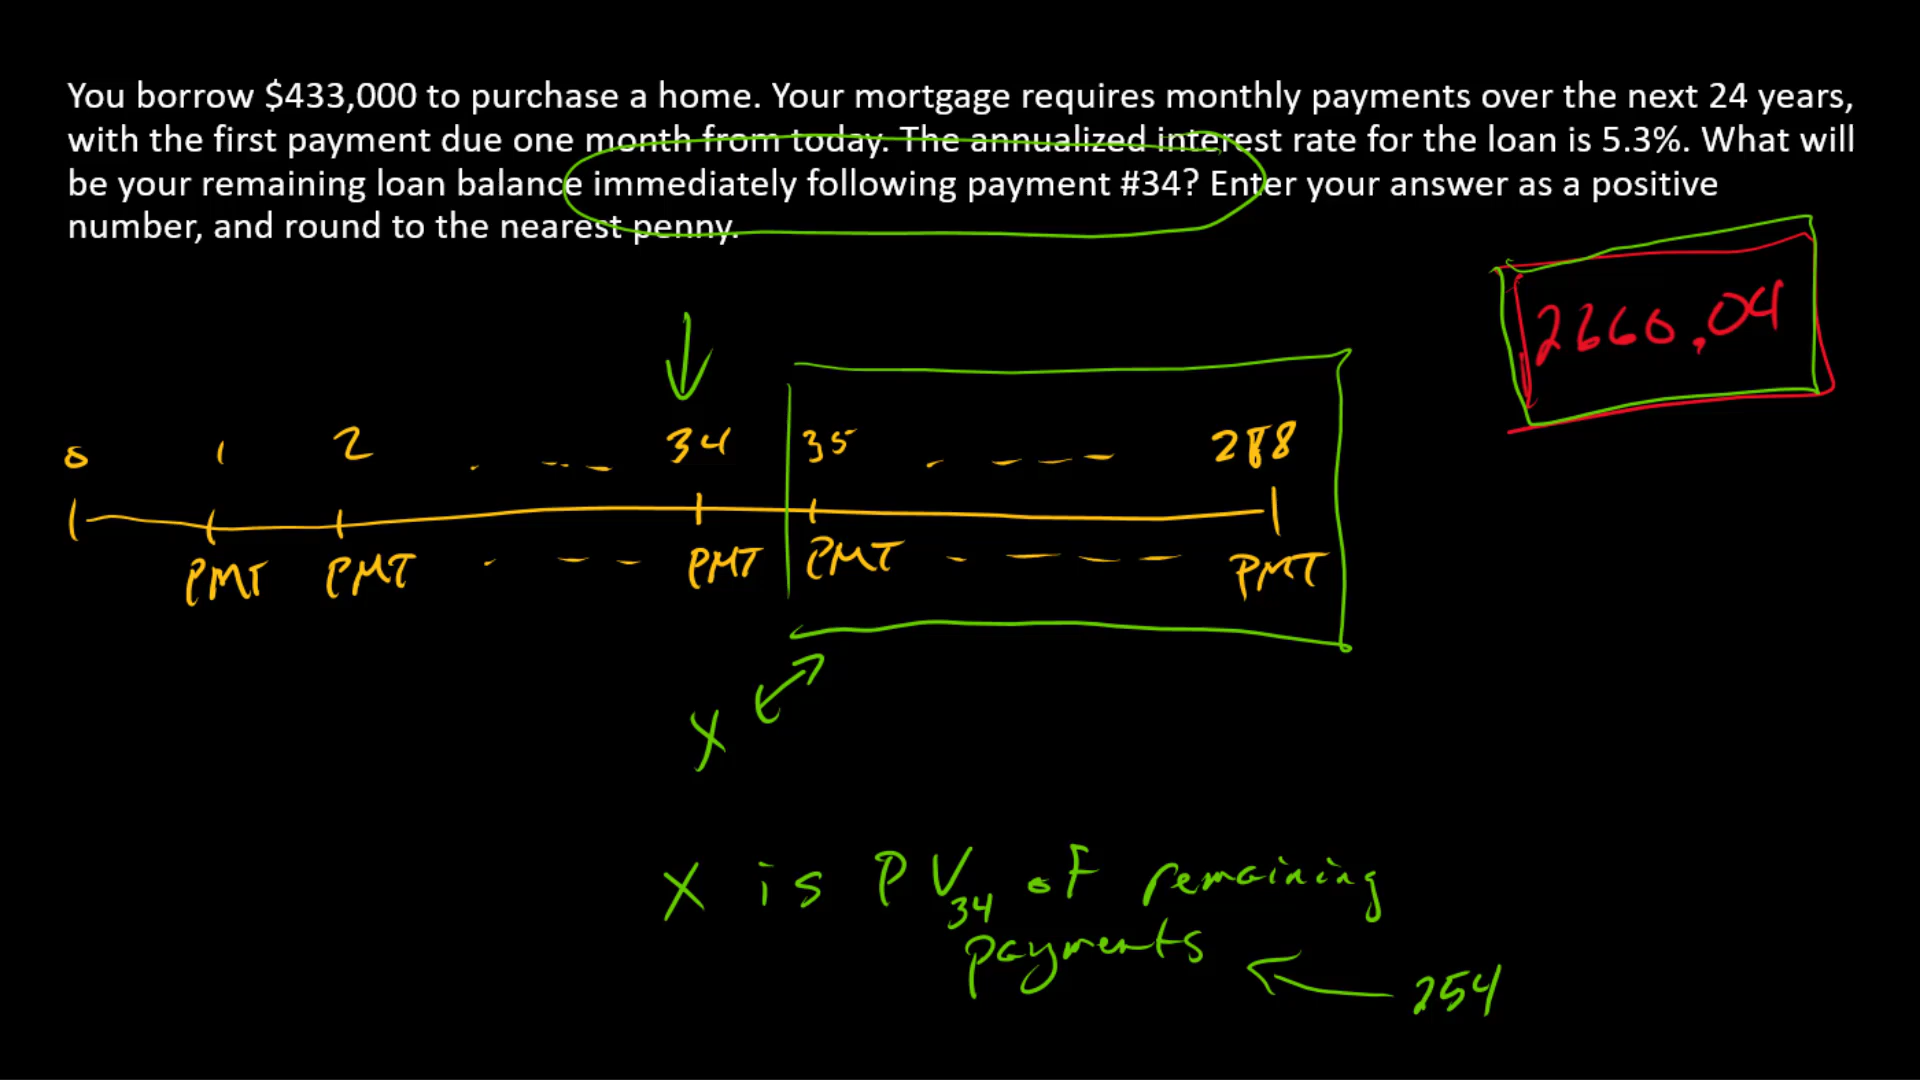 You borrow $433,000 to purchase a home. Your mortgage requires monthly payments over the next 24 years,
with the first payment due one month from today. The annualized interest rate for the loan is 5.3%. What will
be your remaining loan balance immediately following payment #34? Enter your answer as a positive
number, and round to the nearest penny.
2660.04
0 1 2 . --- 34 35 . ---- 288
PMT PMT . --- PMT PMT - --- PMT
X
X is PV34 of remaining
payments
254